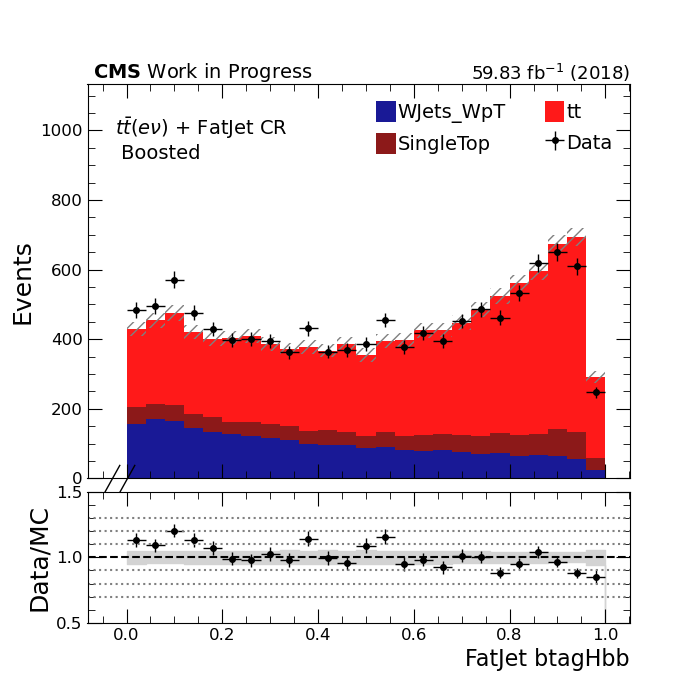 CMS Work in Progress 59.83 fb⁻¹ (2018)
tt̄(eν) + FatJet CR
Boosted
WJets_WpT tt
SingleTop Data
Events
1000
800
600
400
200
0
Data/MC
1.5
1.0
0.5
0.0 0.2 0.4 0.6 0.8 1.0
FatJet btagHbb